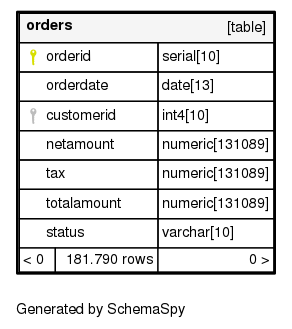 orders [table]
orderid serial[10]
orderdate date[13]
customerid int4[10]
netamount numeric[131089]
tax numeric[131089]
totalamount numeric[131089]
status varchar[10]
< 0 181.790 rows 0 >
Generated by SchemaSpy